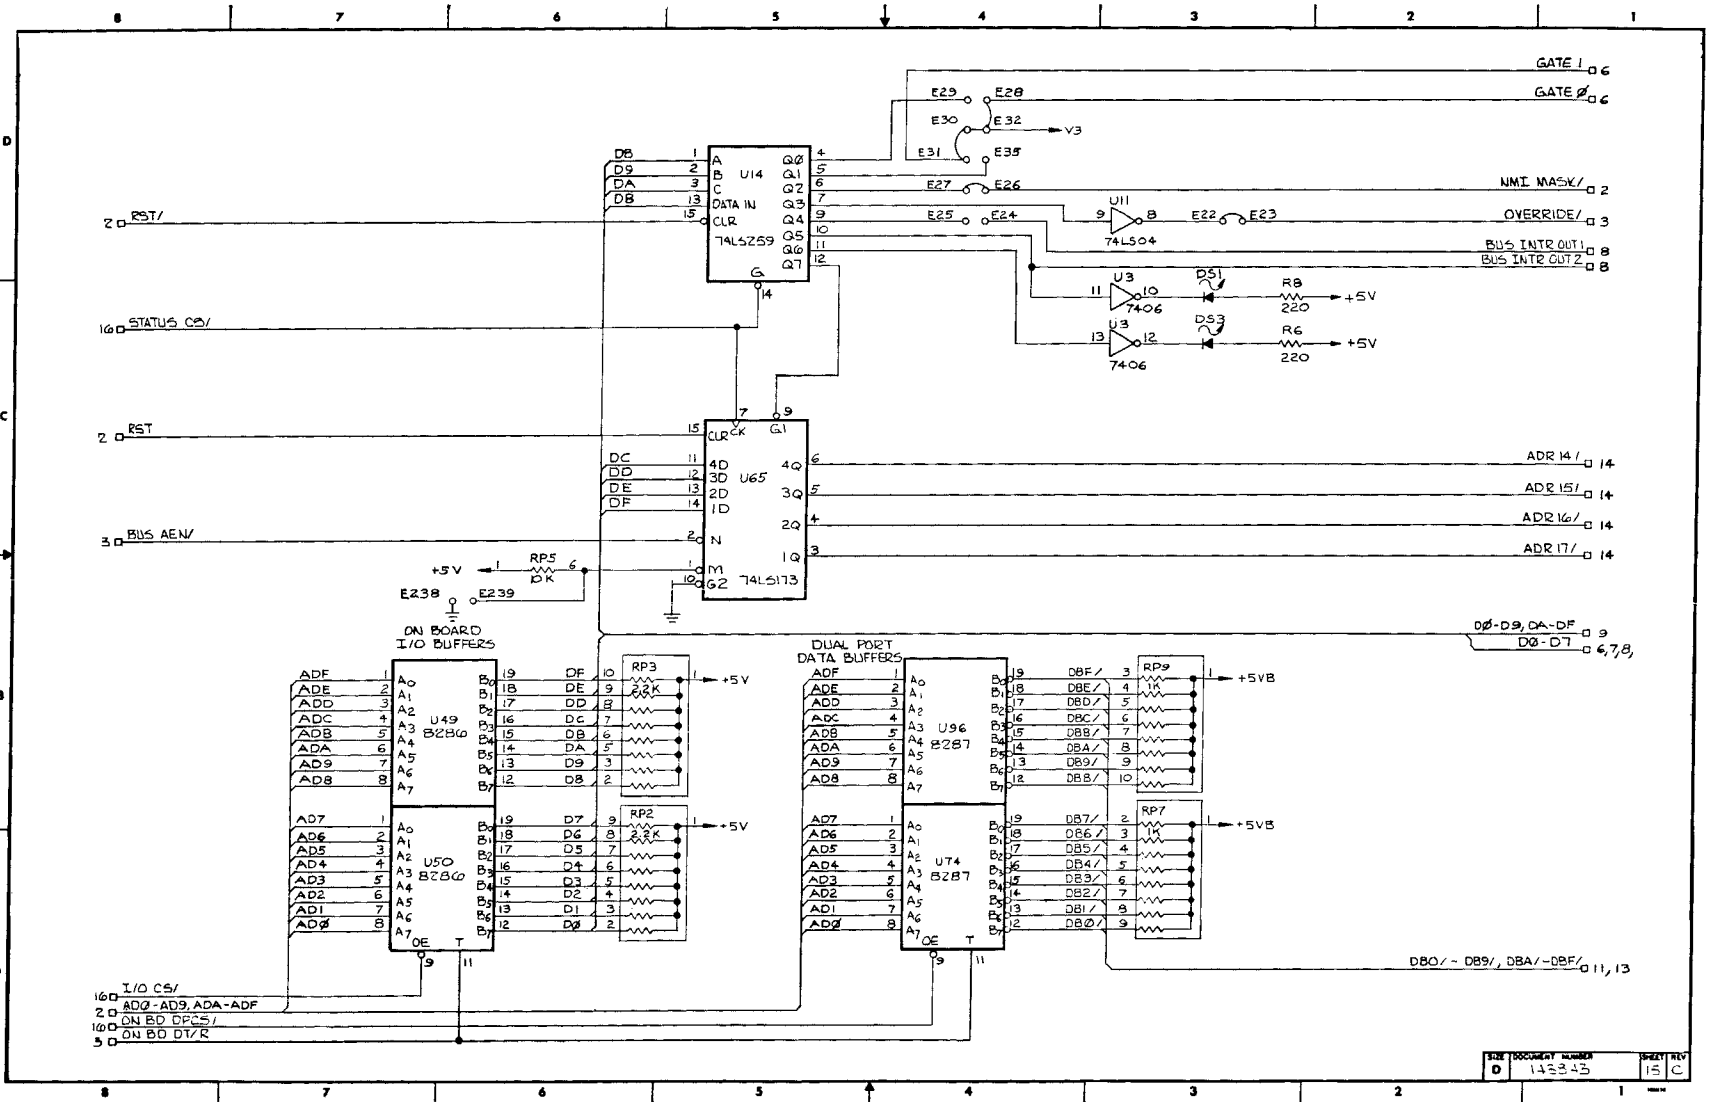 8 7 6 5 4 3 2 1
GATE 1 6
E29 E28 GATE Ø 6
E30 E32 V3
D
E31 E35
D8 1 A QØ 4
D9 2 B U14 Q1 5
DA 3 C Q2 6 E27 E26 NMI MASK/ 2
DB 13 DATA IN Q3 7 U11
2 RST/ 15 CLR Q4 9 E25 E24 9 8 E22 E23 OVERRIDE/ 3
74LS259 Q5 10 74LS04
Q6 11 BUS INTR OUT1 8
Q7 12 BUS INTR OUT2 8
G 14
U3 DS1 R8
11 10 +5V
7406 220
16 STATUS CS/
U3 DS3 R6
13 12 +5V
7406 220
C
7 9
2 RST 15 CLR CK G1
DC 11 4D 4Q 6 ADR 14/ 14
DD 12 3D U65
DE 13 2D 3Q 5 ADR 15/ 14
DF 14 1D
2Q 4 ADR 16/ 14
3 BUS AEN/ 2 N
1Q 3 ADR 17/ 14
+5V 1 RP5 6 1 M
10K 10 G2 74LS173
E238 E239
ON BOARD
I/O BUFFERS
DØ-D9, DA-DF 9
DØ-D7 6,7,8,
DUAL PORT
DATA BUFFERS
B
ADF 1 A0 B0 19 DF 10 RP3 1 +5V
ADE 2 A1 B1 18 DE 9 2.2K
ADD 3 A2 B2 17 DD 8
ADC 4 A3 U49 B3 16 DC 7
ADB 5 A4 8286 B4 15 DB 6
ADA 6 A5 B5 14 DA 5
AD9 7 A6 B6 13 D9 3
AD8 8 A7 B7 12 D8 2
ADF 1 A0 B0 19 DBF/ 3 RP9 1 +5VB
ADE 2 A1 B1 18 DBE/ 4 1K
ADD 3 A2 B2 17 DBD/ 5
ADC 4 A3 U96 B3 16 DBC/ 6
ADB 5 A4 8287 B4 15 DBB/ 7
ADA 6 A5 B5 14 DBA/ 8
AD9 7 A6 B6 13 DB9/ 9
AD8 8 A7 B7 12 DB8/ 10
AD7 1 A0 B0 19 D7 9 RP2 1 +5V
AD6 2 A1 B1 18 D6 8 2.2K
AD5 3 A2 B2 17 D5 7
AD4 4 A3 U50 B3 16 D4 6
AD3 5 A4 8286 B4 15 D3 5
AD2 6 A5 B5 14 D2 4
AD1 7 A6 B6 13 D1 3
ADØ 8 A7 B7 12 DØ 2
OE T
9 11
AD7 1 A0 B0 19 DB7/ 2 RP7 1 +5VB
AD6 2 A1 B1 18 DB6/ 3 1K
AD5 3 A2 B2 17 DB5/ 4
AD4 4 A3 U74 B3 16 DB4/ 5
AD3 5 A4 8287 B4 15 DB3/ 6
AD2 6 A5 B5 14 DB2/ 7
AD1 7 A6 B6 13 DB1/ 8
ADØ 8 A7 B7 12 DBØ/ 9
OE T
9 11
DB0/ - DB9/, DBA/-DBF/ 11, 13
16 I/O CS/
2 ADØ-AD9, ADA-ADF
16 ON BD DPCS/
3 ON BD DT/R
SIZE DOCUMENT NUMBER SHEET REV
D 143343 15 C
8 7 6 5 4 3 2 1